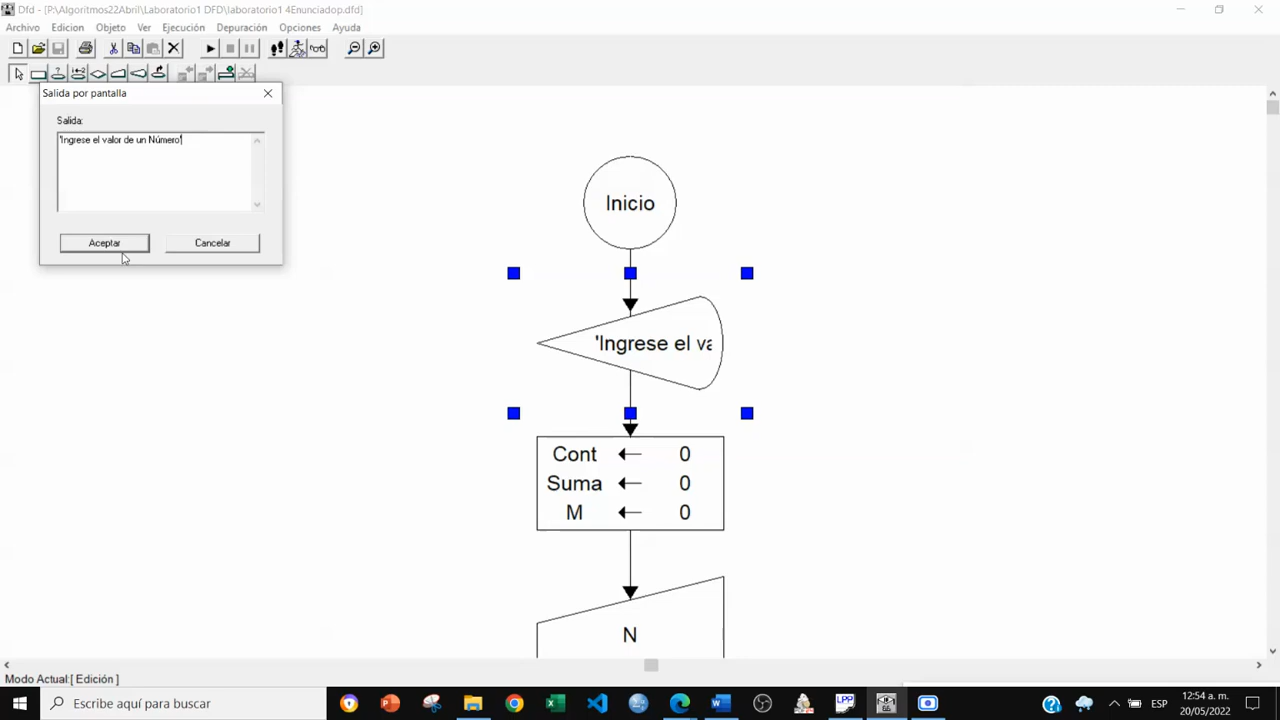 Dfd - [P:\Algoritmos22Abril\Laboratorio1 DFD\laboratorio1 4Enunciadop.dfd]
Archivo Edicion Objeto Ver Ejecución Depuración Opciones Ayuda
Salida por pantalla
Salida:
'Ingrese el valor de un Número'
Aceptar Cancelar
Inicio
'Ingrese el va
Cont 0
Suma 0
M 0
N
Modo Actual:[ Edición ]
Escribe aquí para buscar
LPP
ESP
12:54 a. m.
20/05/2022